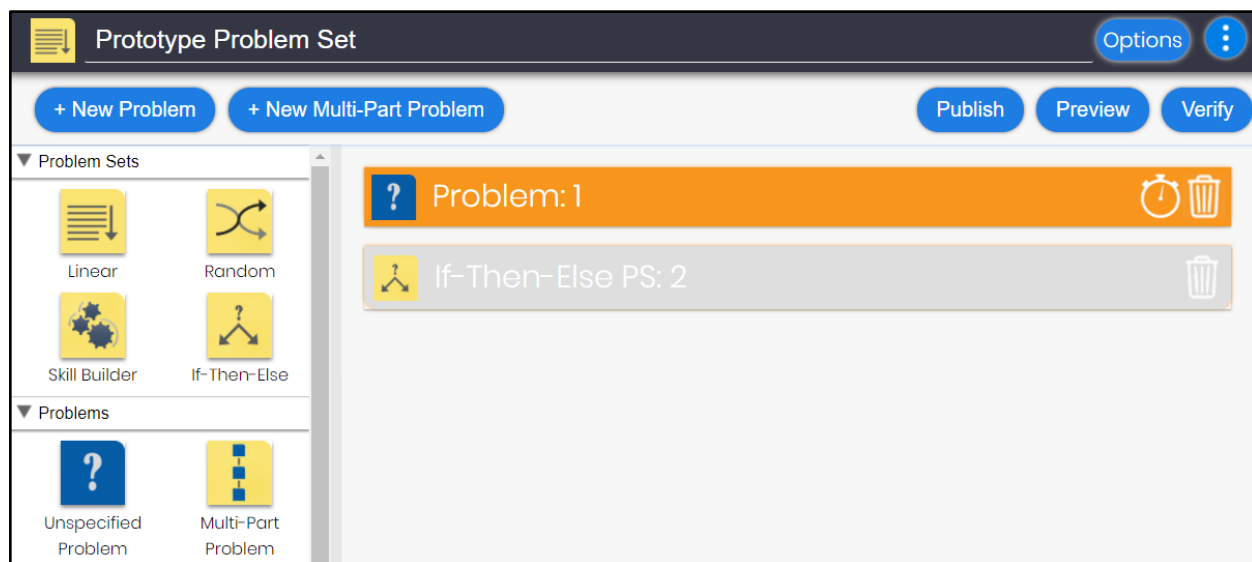 Prototype Problem Set
Options
+ New Problem
+ New Multi-Part Problem
Publish
Preview
Verify
Problem Sets
Linear
Random
Skill Builder
If-Then-Else
Problems
Unspecified
Problem
Multi-Part
Problem
? Problem: 1
? If-Then-Else PS: 2